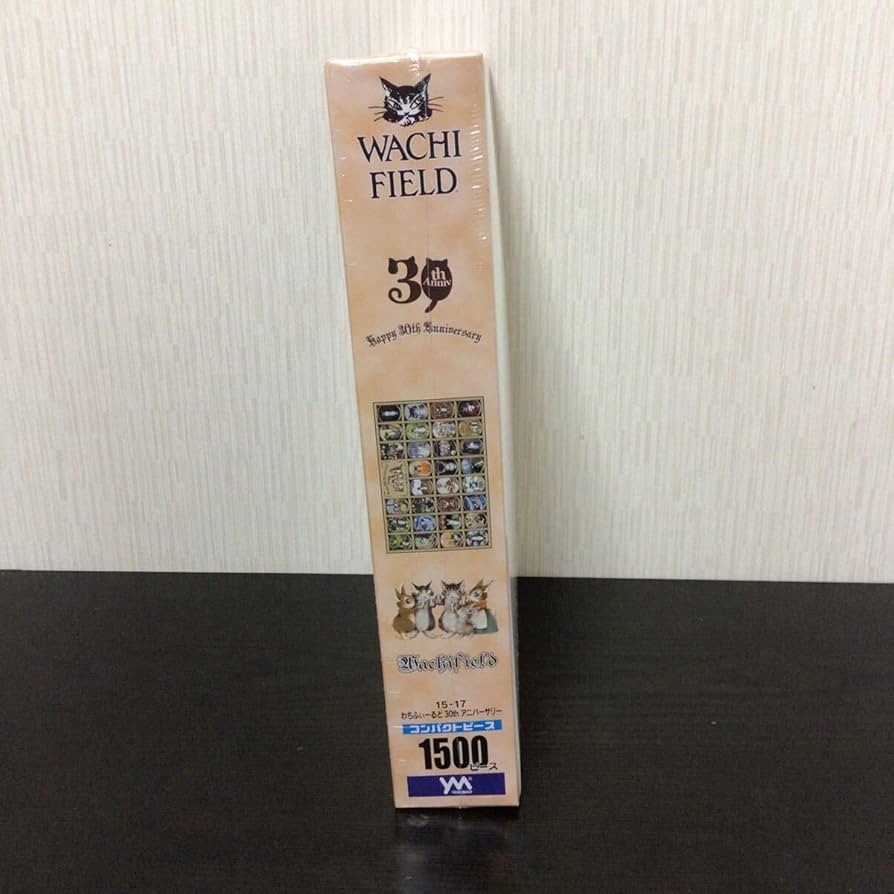 WACHI
FIELD
30th
Anniv
Happy 30th Anniversary
Wachifield
15-17
わちふぃーるど 30th アニバーサリー
コンパクトピース
1500ピース
YM
YANOMAN